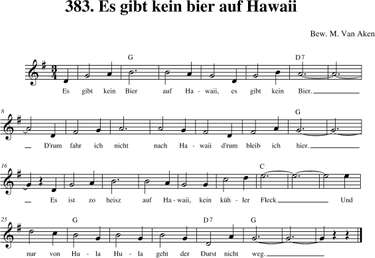 383. Es gibt kein bier auf Hawaii
Bew. M. Van Aken
G D7
Es gibt kein Bier auf Ha - waii, es gibt kein Bier.
8 G
D'rum fahr ich nicht nach Ha - waii d'rum bleib ich hier.
16 C
Es ist zo heisz auf Ha - waii, kein küh - ler Fleck Und
25 G D7 G
nur von Hu - la Hu - la geht der Durst nicht weg.